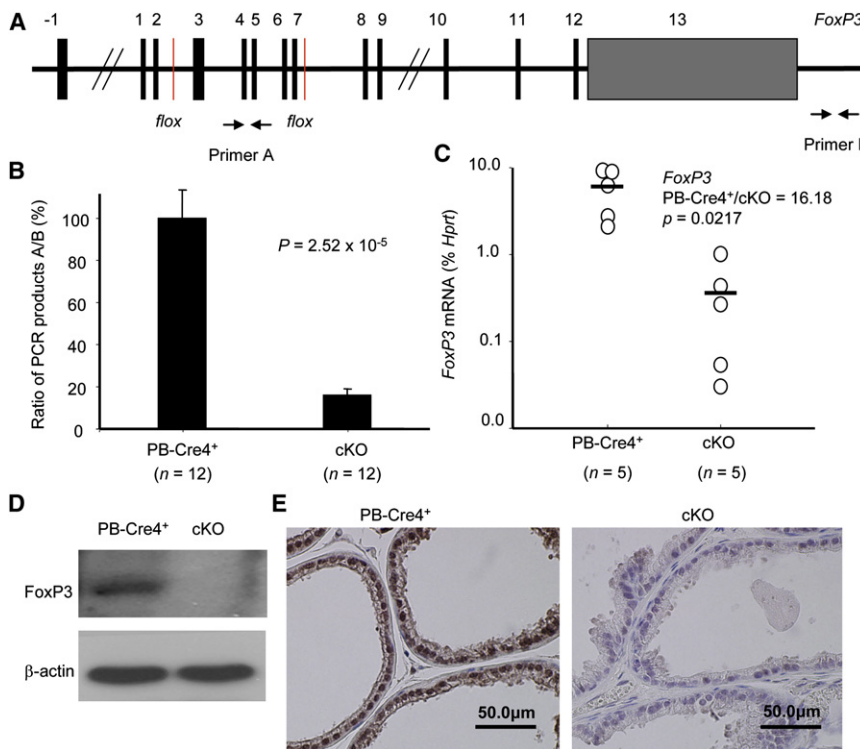 A
-1 1 2 3 4 5 6 7 8 9 10 11 12 13 FoxP3
flox flox
Primer A Primer
B
Ratio of PCR products A/B (%)
100
80
60
40
20
0
P = 2.52 x 10⁻⁵
PB-Cre4⁺ cKO
(n = 12) (n = 12)
C
FoxP3 mRNA (% Hprt)
10.0
1.0
0.1
0.0
FoxP3
PB-Cre4⁺/cKO = 16.18
p = 0.0217
PB-Cre4⁺ cKO
(n = 5) (n = 5)
D
PB-Cre4⁺ cKO
FoxP3
β-actin
E
PB-Cre4⁺ cKO
50.0µm 50.0µm